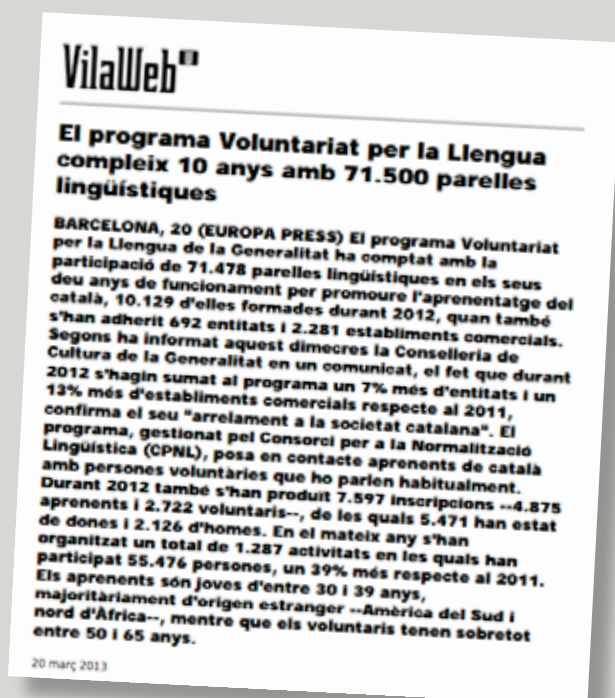 VilaWeb
El programa Voluntariat per la Llengua
compleix 10 anys amb 71.500 parelles
lingüístiques
BARCELONA, 20 (EUROPA PRESS) El programa Voluntariat
per la Llengua de la Generalitat ha comptat amb la
participació de 71.478 parelles lingüístiques en els seus
deu anys de funcionament per promoure l'aprenentatge del
català, 10.129 d'elles formades durant 2012, quan també
s'han adherit 692 entitats i 2.281 establiments comercials.
Segons ha informat aquest dimecres la Conselleria de
Cultura de la Generalitat en un comunicat, el fet que durant
2012 s'hagin sumat al programa un 7% més d'entitats i un
13% més d'establiments comercials respecte al 2011,
confirma el seu "arrelament a la societat catalana". El
programa, gestionat pel Consorci per a la Normalització
Lingüística (CPNL), posa en contacte aprenents de català
amb persones voluntàries que ho parlen habitualment.
Durant 2012 també s'han produït 7.597 inscripcions --4.875
aprenents i 2.722 voluntaris--, de les quals 5.471 han estat
de dones i 2.126 d'homes. En el mateix any s'han
organitzat un total de 1.287 activitats en les quals han
participat 55.476 persones, un 39% més respecte al 2011.
Els aprenents són joves d'entre 30 i 39 anys,
majoritàriament d'origen estranger --Amèrica del Sud i
nord d'Àfrica--, mentre que els voluntaris tenen sobretot
entre 50 i 65 anys.
20 març 2013